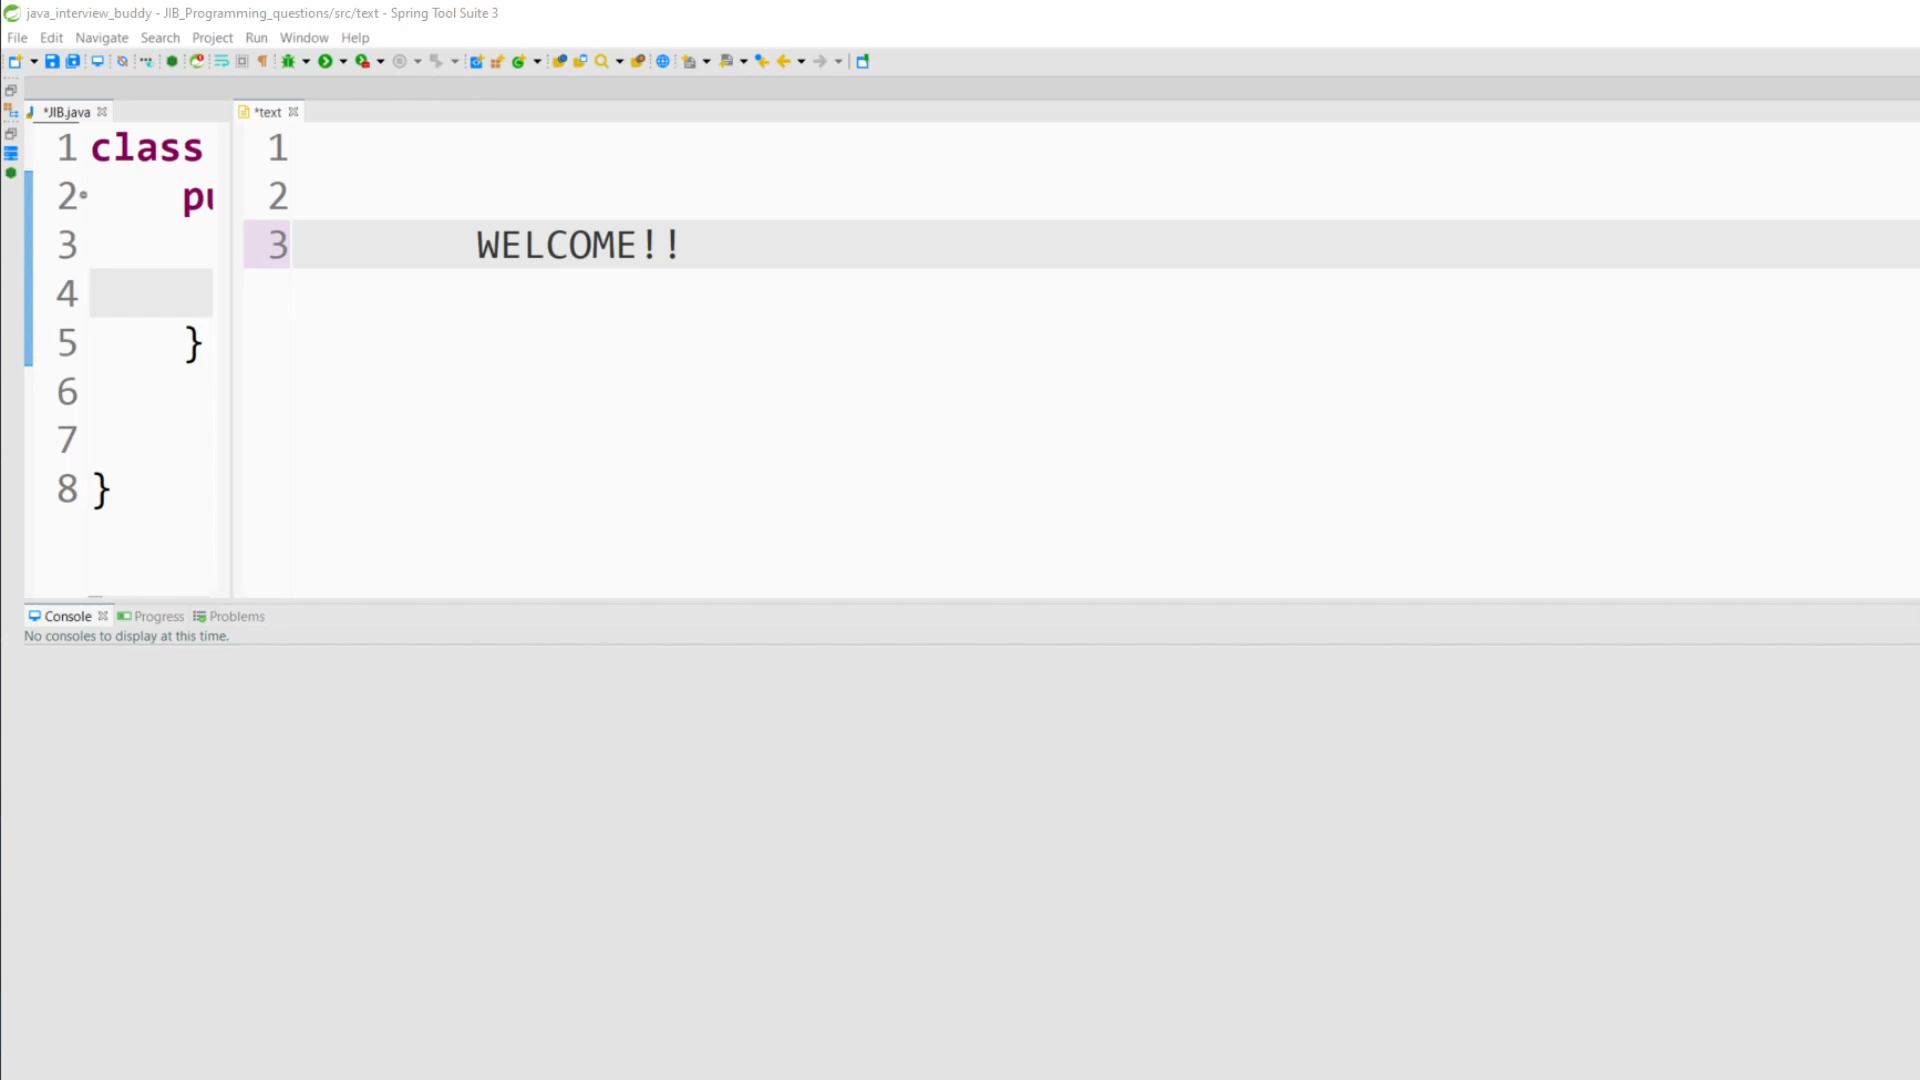 java_interview_buddy - JIB_Programming_questions/src/text - Spring Tool Suite 3
File Edit Navigate Search Project Run Window Help
*JIB.java
1 class
2 pu
3
4
5 }
6
7
8 }
*text
1
2
3 WELCOME!!
Console Progress Problems
No consoles to display at this time.